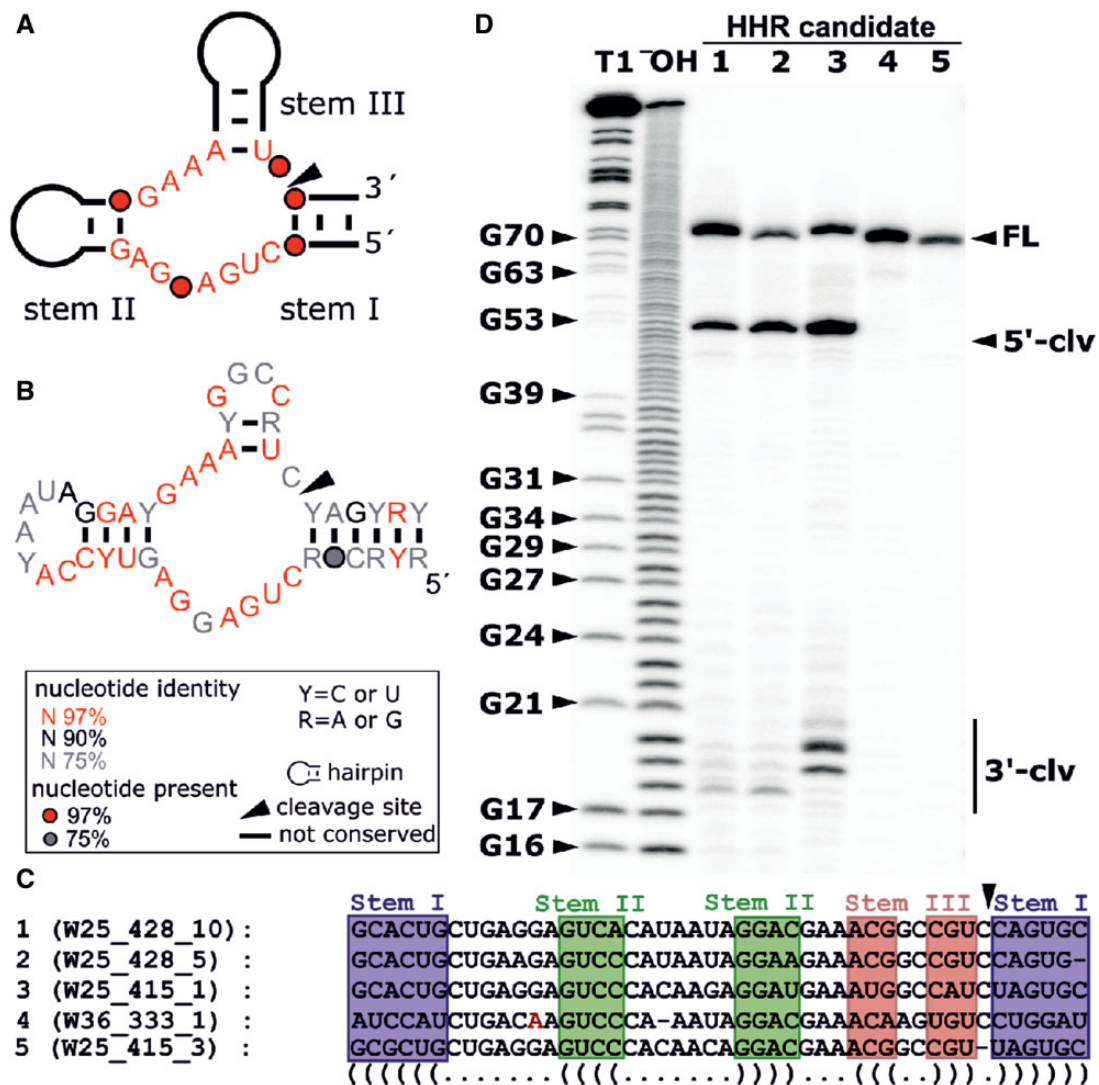 A
stem III
A A A U
G
3´
5´
G A G A G U C
stem II
stem I
B
G C
G C
Y R
A U
G A A C
U A G G A Y
A
A
Y A C C Y U G
A G G A G U C
Y A G Y R Y
R C R Y R
5´
nucleotide identity
N 97%
N 90%
N 75%
nucleotide present
97%
75%
Y=C or U
R=A or G
hairpin
cleavage site
not conserved
D
HHR candidate
T1 ⁻OH 1 2 3 4 5
G70
G63
G53
G39
G31
G34
G29
G27
G24
G21
G17
G16
FL
5'-clv
3'-clv
C
Stem I Stem II Stem II Stem III Stem I
1 (W25_428_10) : GCACUGCUGAGGAGUCACAUAAUAGGACGAAACGGCCGUCCAGUGC
2 (W25_428_5) : GCACUGCUGAAGAGUCCCAUAAUAGGAAGAAACGGCCGUCCAGUG-
3 (W25_415_1) : GCACUGCUGAGGAGUCCCACAAGAGGAUGAAAUGGCCAUCUAGUGC
4 (W36_333_1) : AUCCAUCUGACAAGUCCCA-AAUAGGACGAAACAAGUGUCCUGGAU
5 (W25_415_3) : GCGCUGCUGAGGAGUCCCACAACAGGACGAAACGGCCGU-UAGUGC
((((((.......((((.......))))...(((..))).))))))